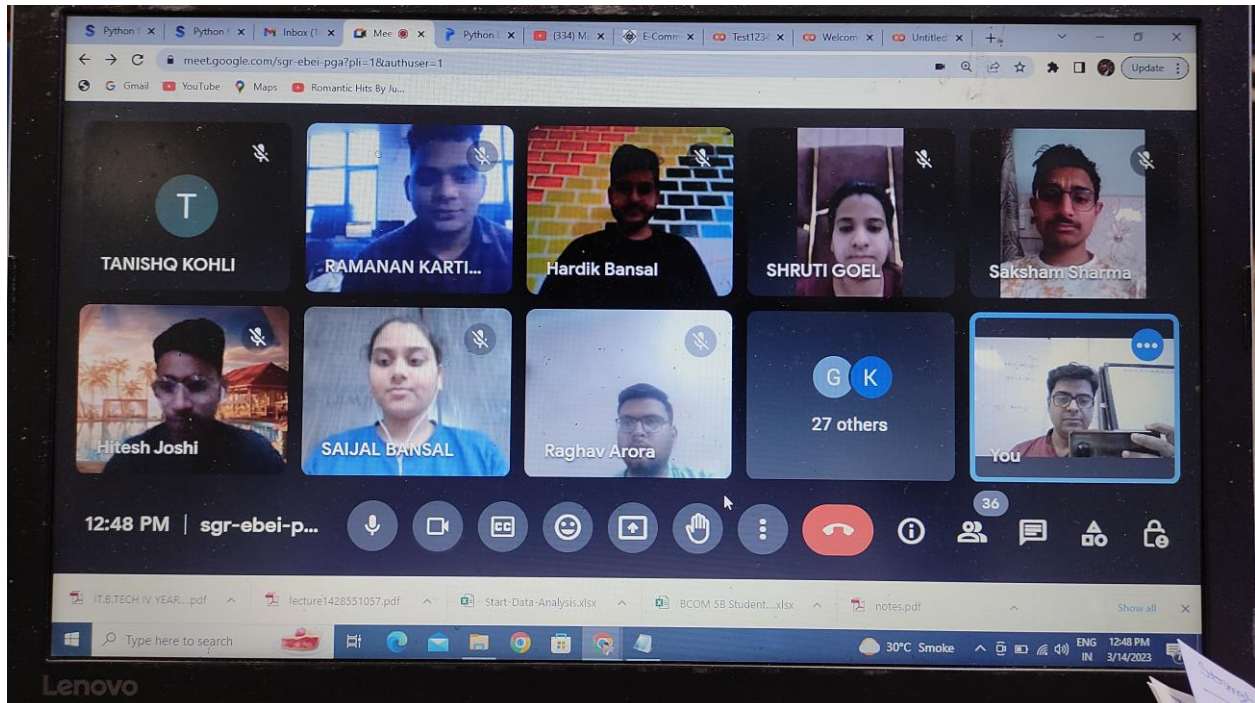 Python
Python
Inbox (1
Mee
Python
(334) M
E-Comm
Test123
Welcom
Untitled
meet.google.com/sgr-ebei-pga?pli=1&authuser=1
Update
Gmail
YouTube
Maps
Romantic Hits By Ju...
T
TANISHQ KOHLI
RAMANAN KARTI...
Hardik Bansal
SHRUTI GOEL
Saksham Sharma
Hitesh Joshi
SAIJAL BANSAL
Raghav Arora
G K
27 others
You
36
12:48 PM | sgr-ebei-p...
CC
IT.B.TECH IV YEAR....pdf
lecture1428551057.pdf
Start-Data-Analysis.xlsx
BCOM 5B Student....xlsx
notes.pdf
Show all
Type here to search
30°C Smoke
ENG
IN
12:48 PM
3/14/2023
Lenovo